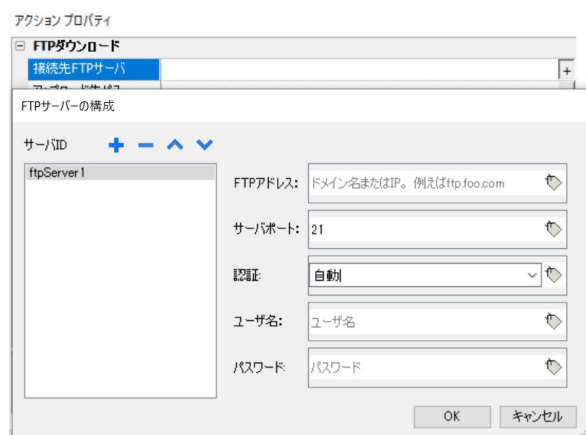 アクション プロパティ
FTPダウンロード
接続先FTPサーバ
FTPサーバーの構成
サーバID
ftpServer1
FTPアドレス: ドメイン名またはIP。例えばftp.foo.com
サーバポート: 21
認証: 自動
ユーザ名: ユーザ名
パスワード: パスワード
OK キャンセル